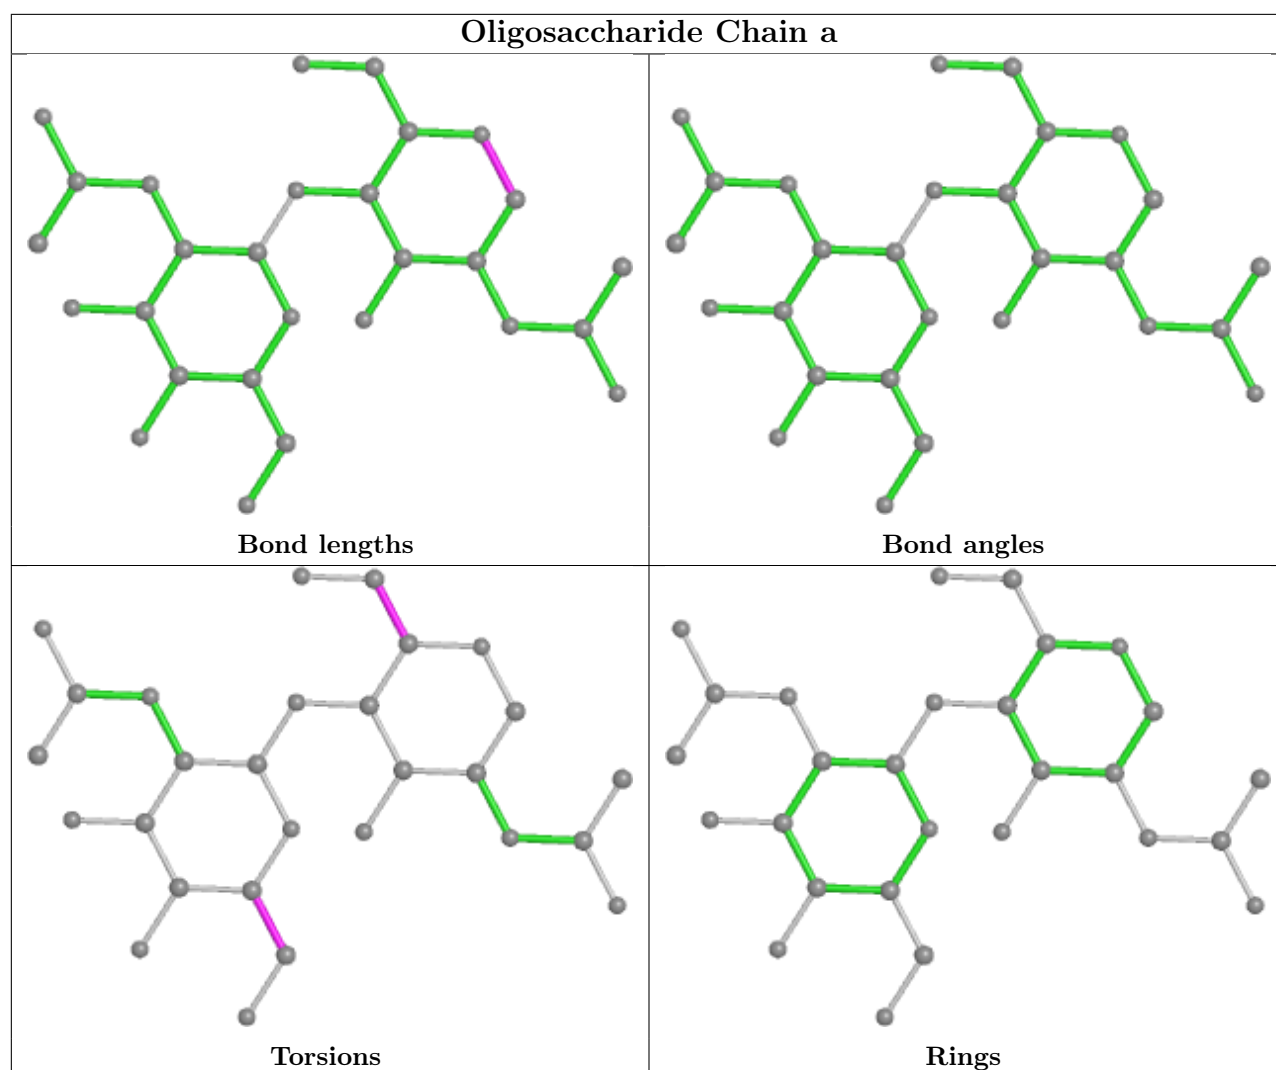 Oligosaccharide Chain a
Bond lengths
Bond angles
Torsions
Rings